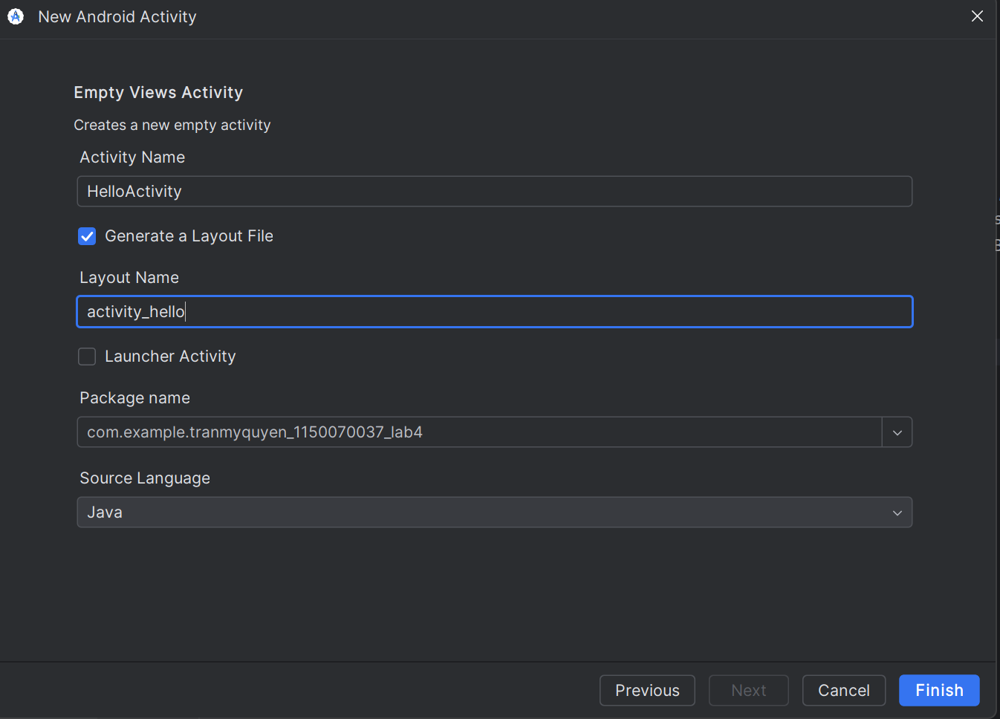 New Android Activity
Empty Views Activity
Creates a new empty activity
Activity Name
HelloActivity
Generate a Layout File
Layout Name
activity_hello
Launcher Activity
Package name
com.example.tranmyquyen_1150070037_lab4
Source Language
Java
Previous Next Cancel Finish